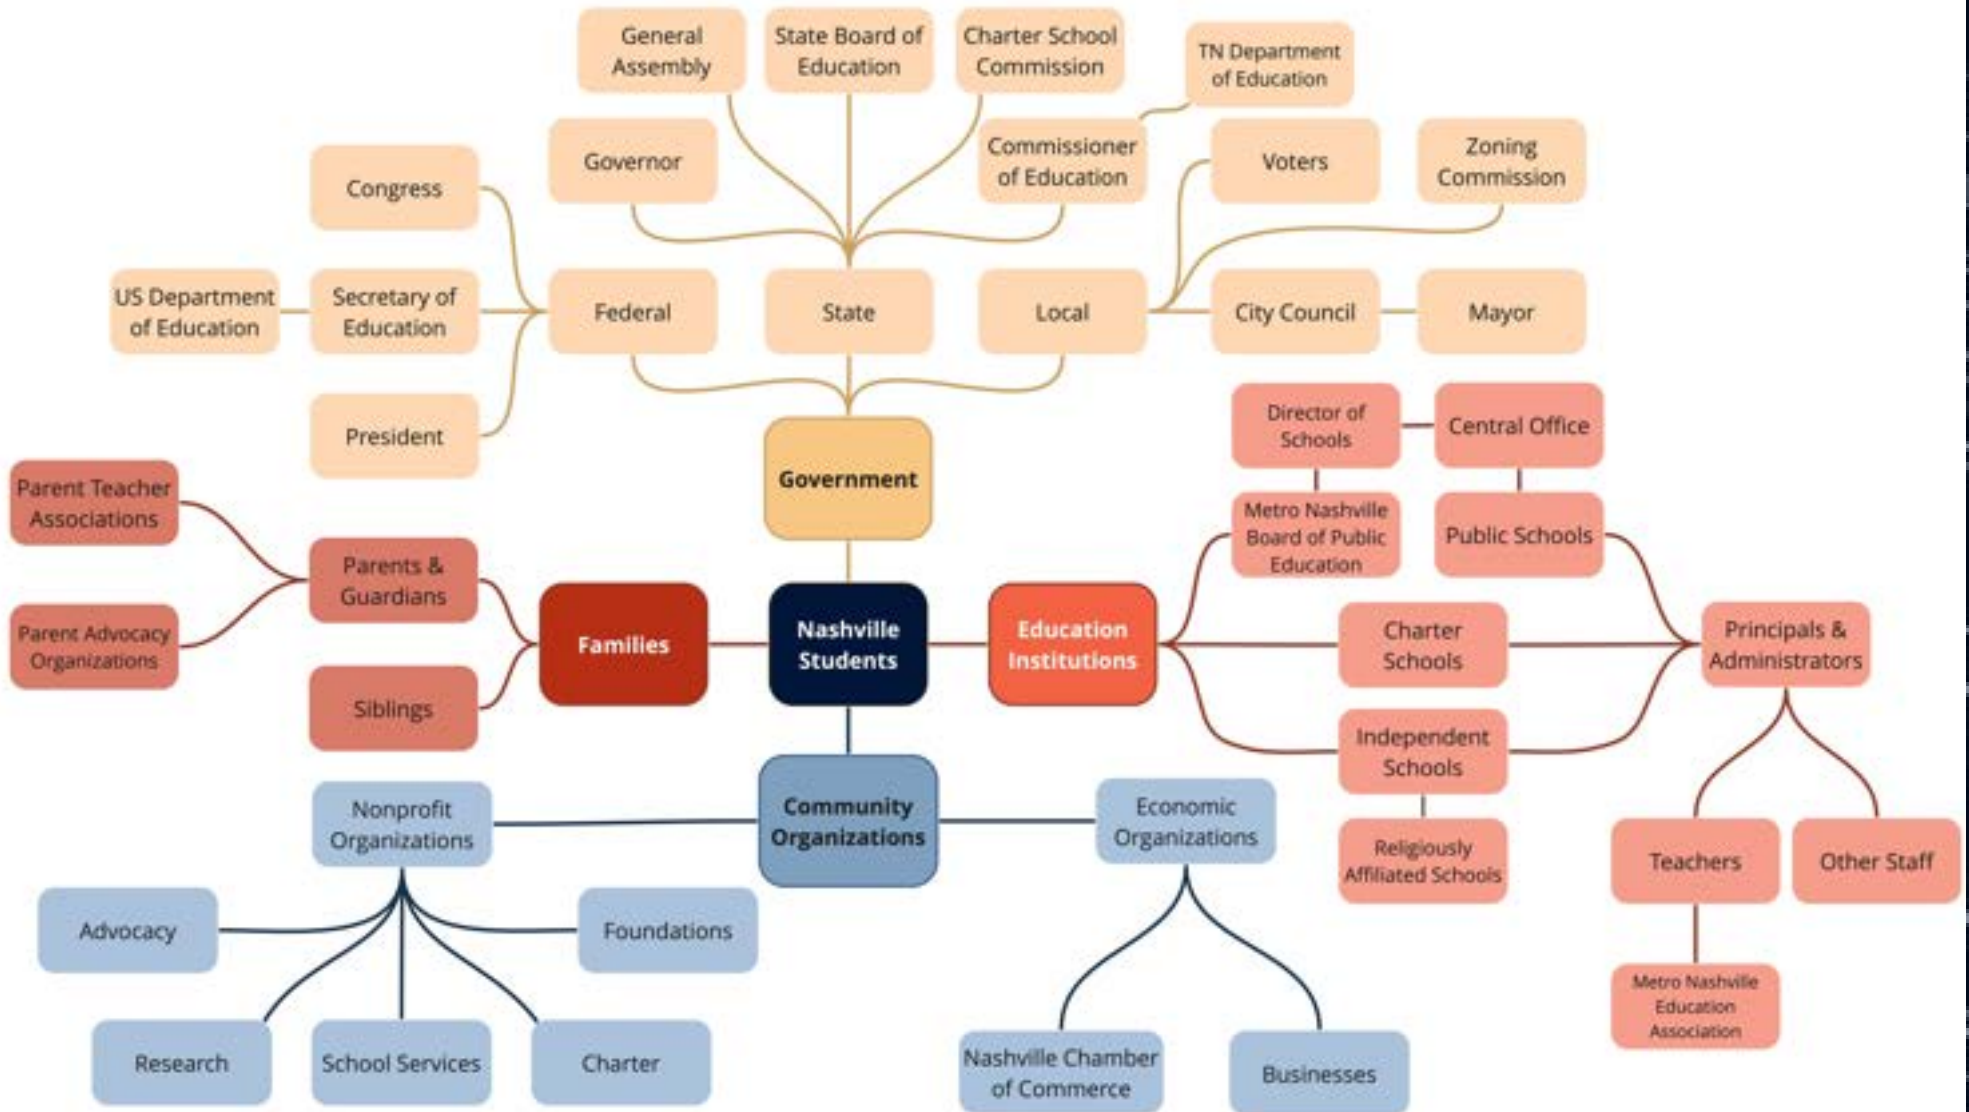 General
Assembly
State Board of
Education
Charter School
Commission
TN Department
of Education
Governor
Commissioner
of Education
Voters
Zoning
Commission
Congress
US Department
of Education
Secretary of
Education
Federal
State
Local
City Council
Mayor
President
Government
Director of
Schools
Central Office
Parent Teacher
Associations
Metro Nashville
Board of Public
Education
Public Schools
Parents &
Guardians
Parent Advocacy
Organizations
Families
Nashville
Students
Education
Institutions
Charter
Schools
Principals &
Administrators
Siblings
Independent
Schools
Nonprofit
Organizations
Community
Organizations
Economic
Organizations
Religiously
Affiliated Schools
Teachers
Other Staff
Advocacy
Foundations
Metro Nashville
Education
Association
Research
School Services
Charter
Nashville Chamber
of Commerce
Businesses